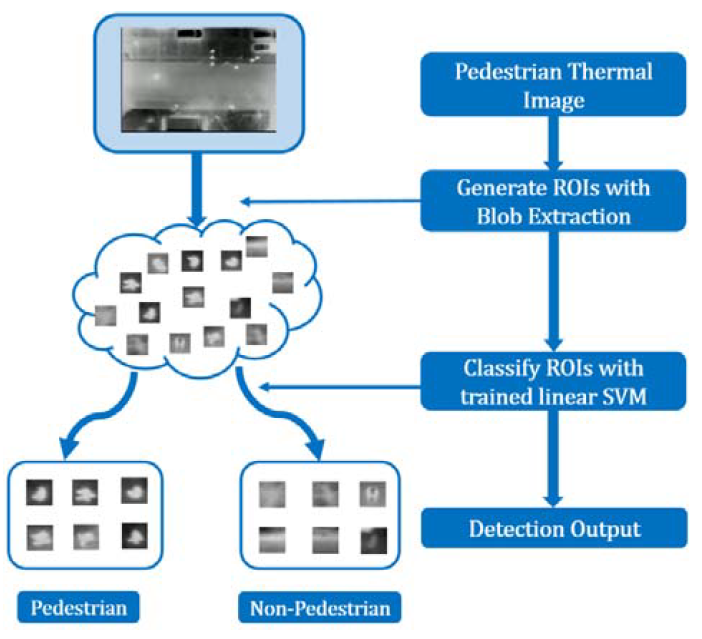 Pedestrian Thermal
Image
Generate ROIs with
Blob Extraction
Classify ROIs with
trained linear SVM
Detection Output
Pedestrian
Non-Pedestrian